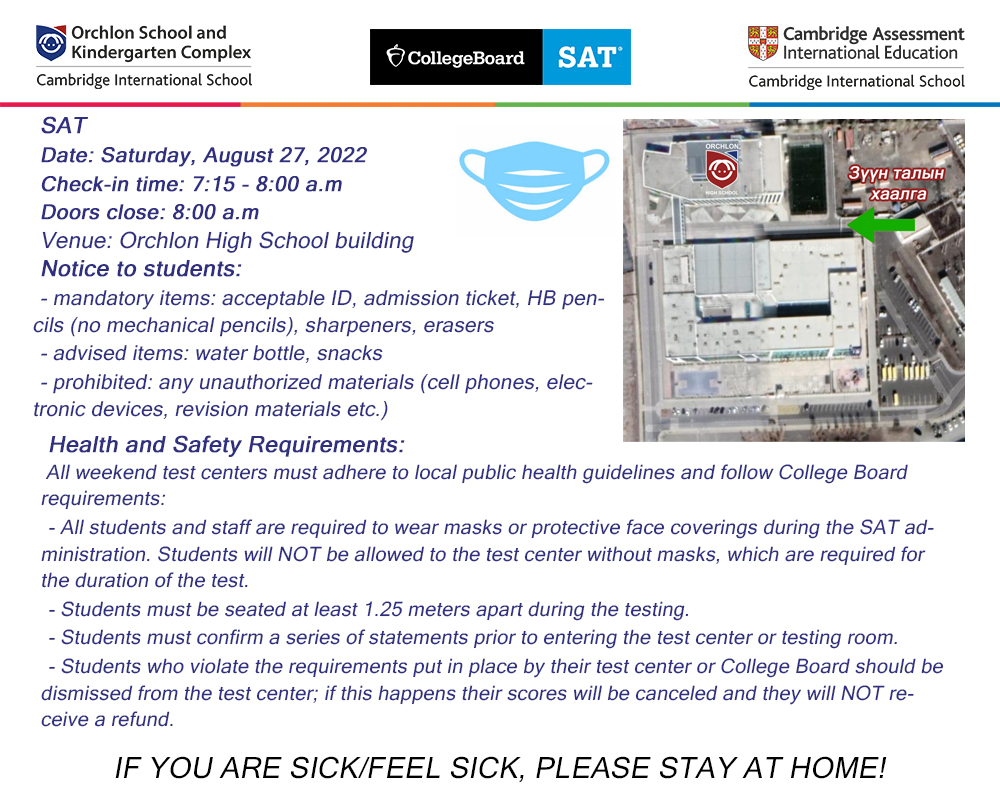 Orchlon School and
Kindergarten Complex
Cambridge International School
CollegeBoard
SAT®
Cambridge Assessment
International Education
Cambridge International School
SAT
Date: Saturday, August 27, 2022
Check-in time: 7:15 - 8:00 a.m
Doors close: 8:00 a.m
Venue: Orchlon High School building
Notice to students:
- mandatory items: acceptable ID, admission ticket, HB pen-
cils (no mechanical pencils), sharpeners, erasers
- advised items: water bottle, snacks
- prohibited: any unauthorized materials (cell phones, elec-
tronic devices, revision materials etc.)
ORCHLON
HIGH SCHOOL
Зүүн талын
хаалга
Health and Safety Requirements:
All weekend test centers must adhere to local public health guidelines and follow College Board
requirements:
- All students and staff are required to wear masks or protective face coverings during the SAT ad-
ministration. Students will NOT be allowed to the test center without masks, which are required for
the duration of the test.
- Students must be seated at least 1.25 meters apart during the testing.
- Students must confirm a series of statements prior to entering the test center or testing room.
- Students who violate the requirements put in place by their test center or College Board should be
dismissed from the test center; if this happens their scores will be canceled and they will NOT re-
ceive a refund.
IF YOU ARE SICK/FEEL SICK, PLEASE STAY AT HOME!